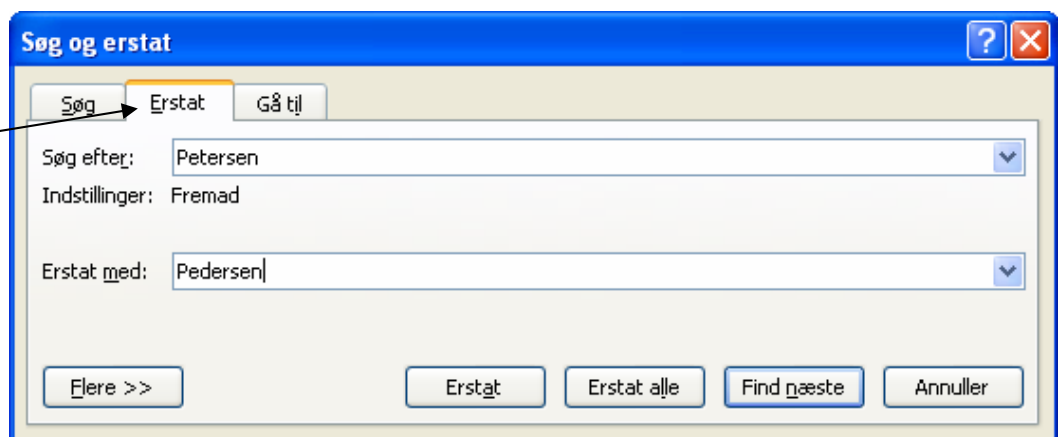 Søg og erstat
Søg Erstat Gå til
Søg efter: Petersen
Indstillinger: Fremad
Erstat med: Pedersen
Flere >> Erstat Erstat alle Find næste Annuller